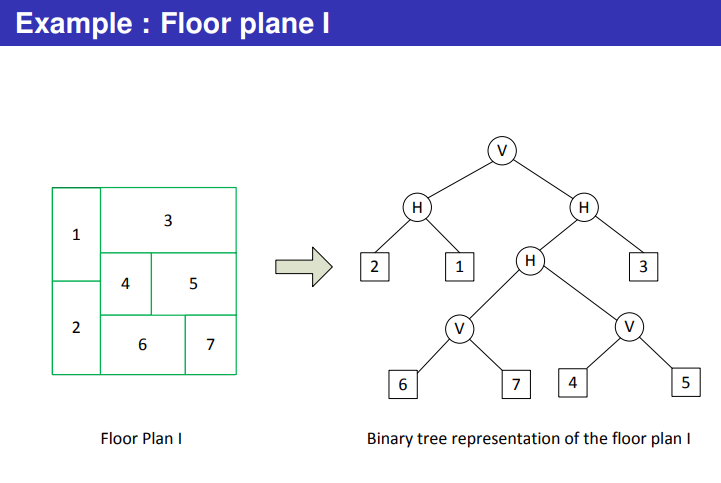 Example : Floor plane I
1
3
4
5
2
6
7
V
H
H
2
1
H
3
V
V
6
7
4
5
Floor Plan I
Binary tree representation of the floor plan I